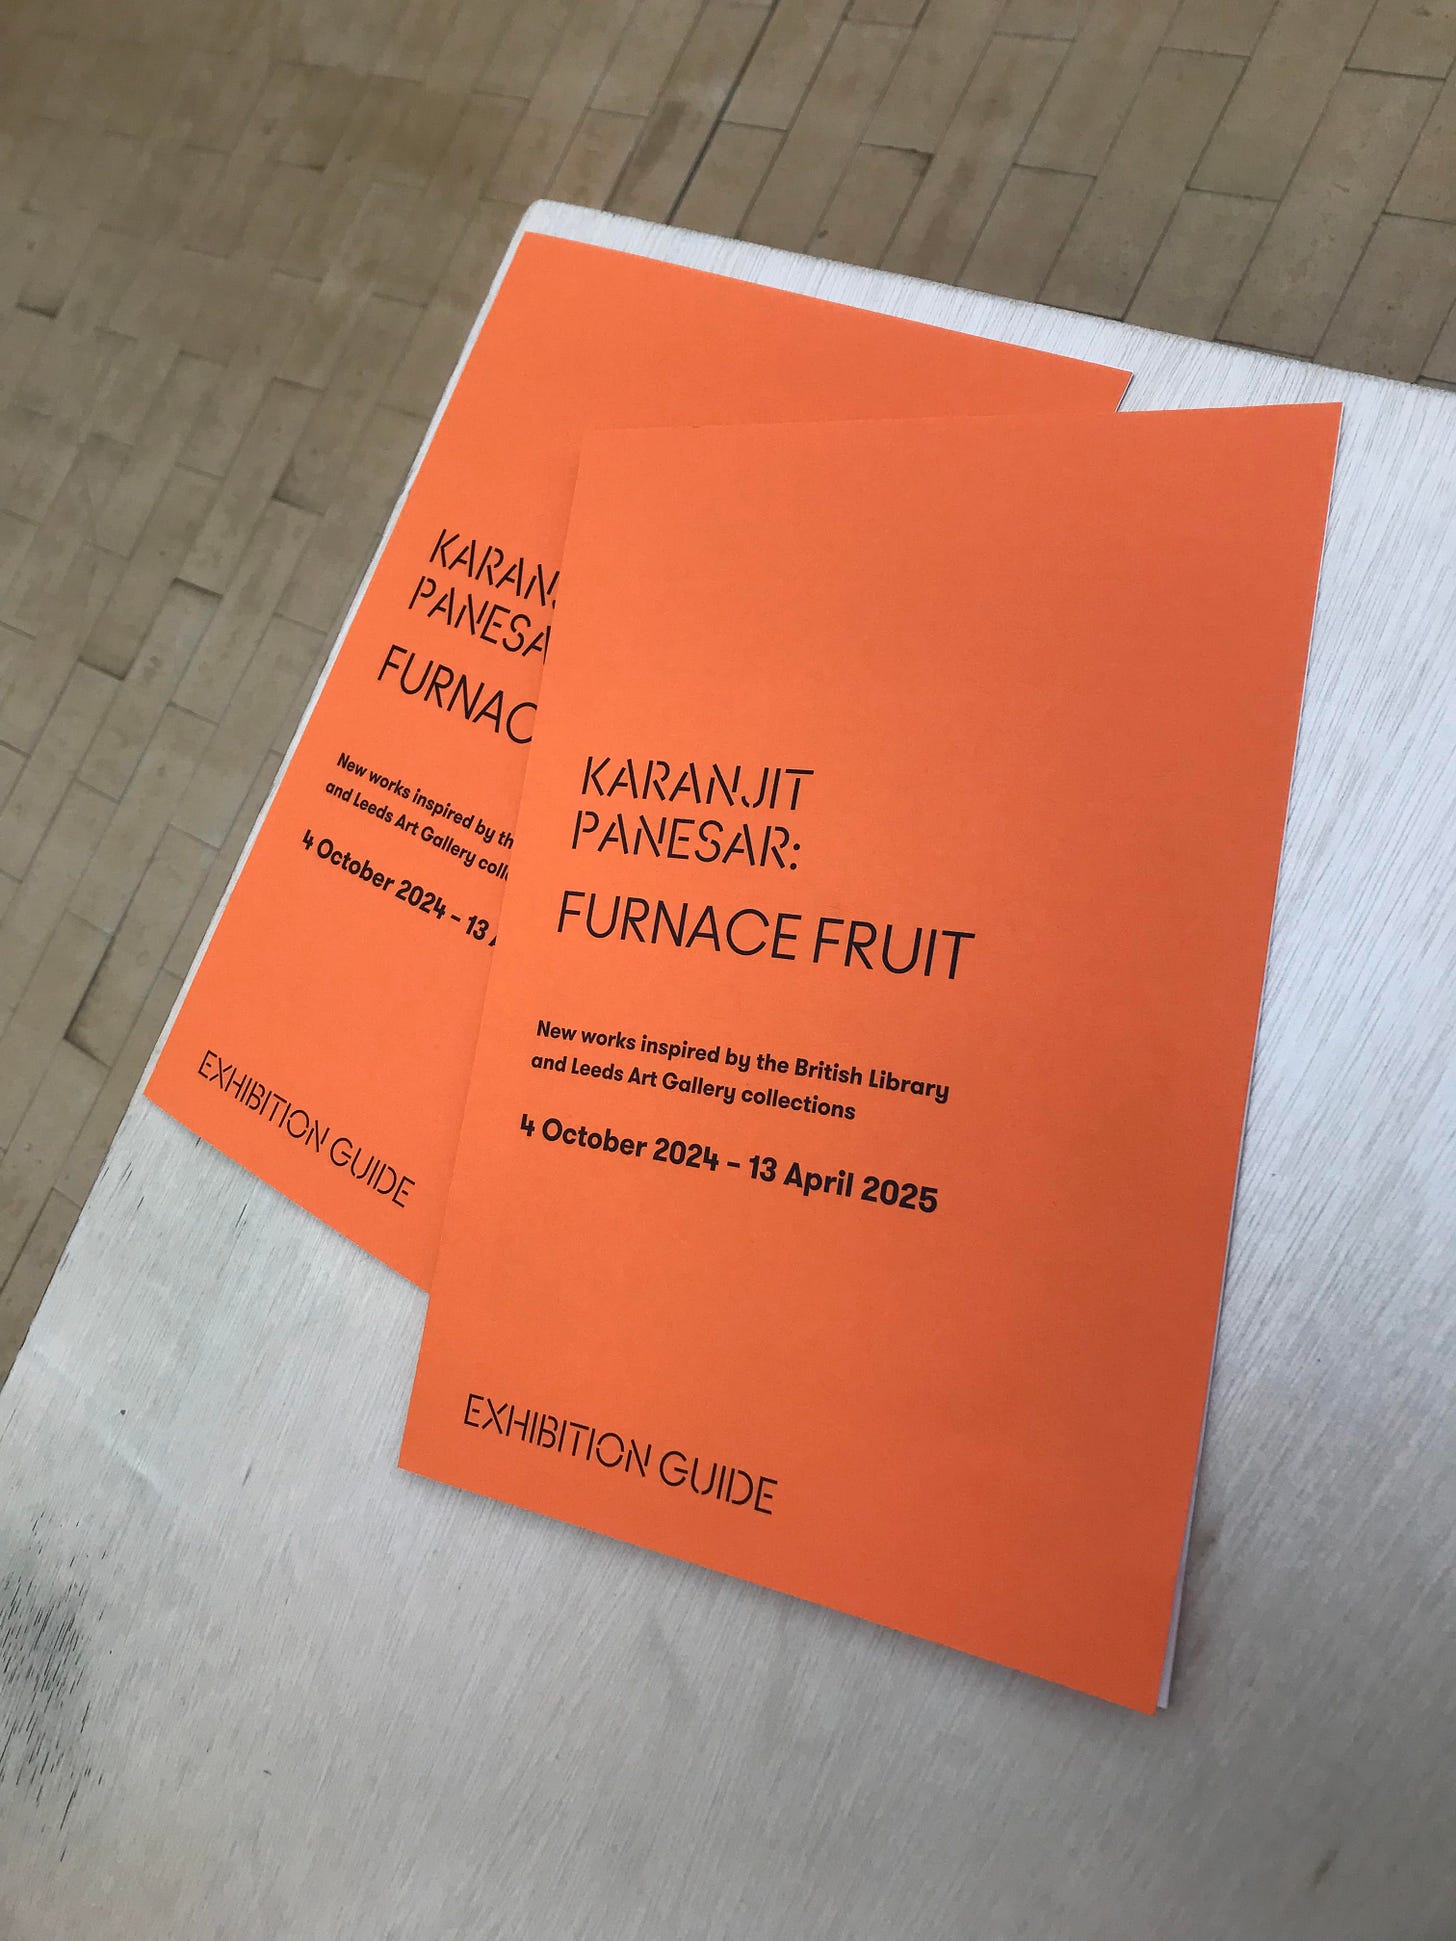 KARANJIT
PANESAR:
FURNACE FRUIT
New works inspired by the British Library
and Leeds Art Gallery collections
4 October 2024 – 13 April 2025
EXHIBITION GUIDE
KARANJ
PANESA
FURNAC
New works inspired by th
and Leeds Art Gallery coll
4 October 2024 – 13 A
EXHIBITION GUIDE